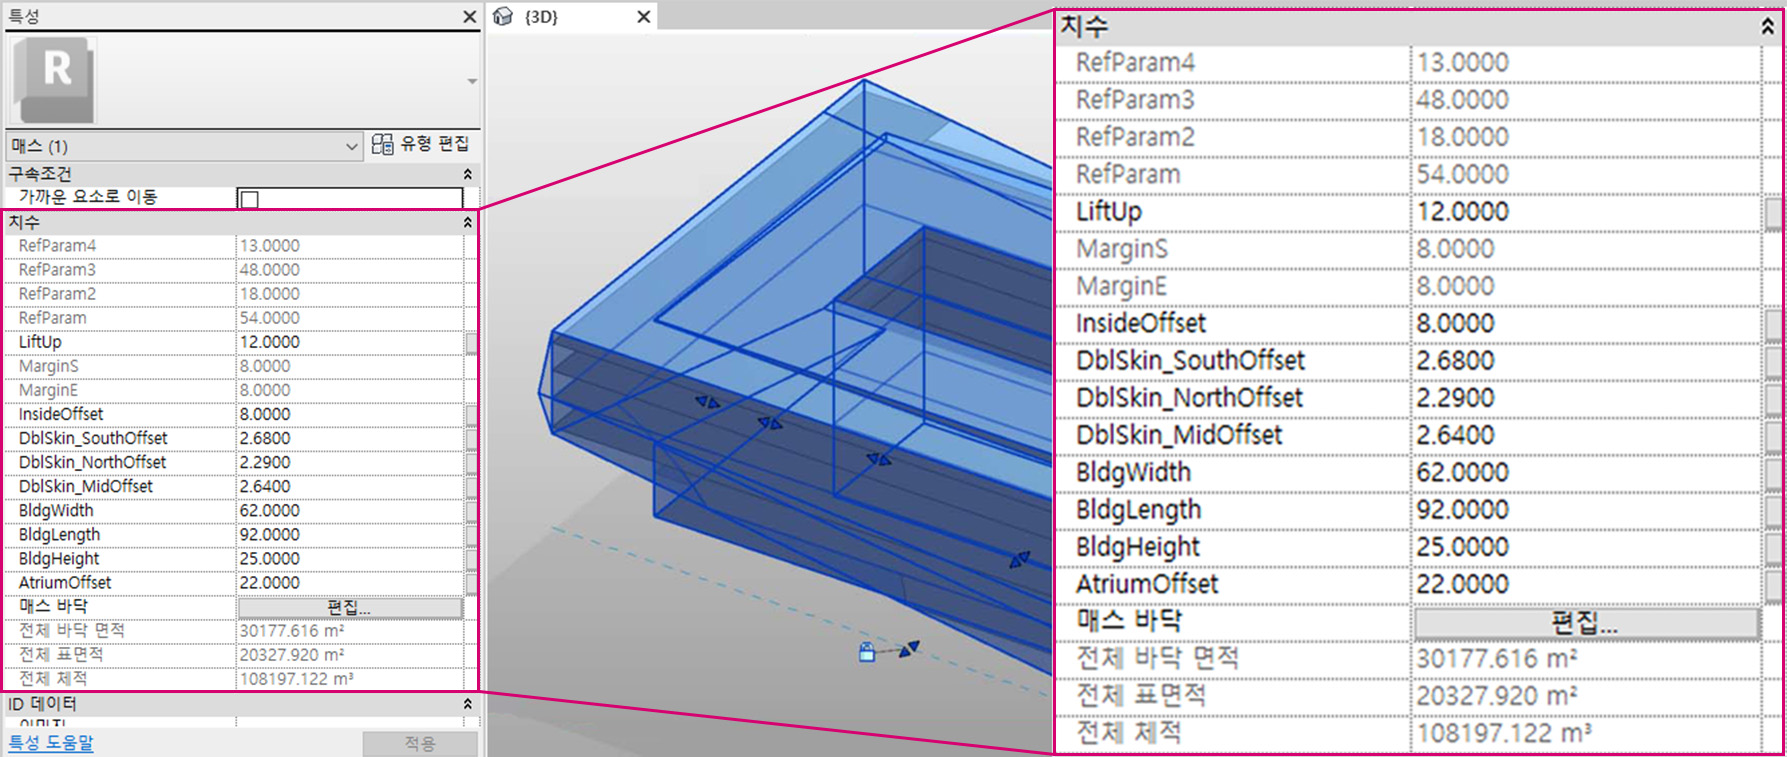 특성
R
매스 (1)
유형 편집
구속조건
가까운 요소로 이동
치수
RefParam4 13.0000
RefParam3 48.0000
RefParam2 18.0000
RefParam 54.0000
LiftUp 12.0000
MarginS 8.0000
MarginE 8.0000
InsideOffset 8.0000
DblSkin_SouthOffset 2.6800
DblSkin_NorthOffset 2.2900
DblSkin_MidOffset 2.6400
BldgWidth 62.0000
BldgLength 92.0000
BldgHeight 25.0000
AtriumOffset 22.0000
매스 바닥 편집...
전체 바닥 면적 30177.616 m²
전체 표면적 20327.920 m²
전체 체적 108197.122 m³
ID 데이터
이미지
특성 도움말 적용
{3D}
치수
RefParam4 13.0000
RefParam3 48.0000
RefParam2 18.0000
RefParam 54.0000
LiftUp 12.0000
MarginS 8.0000
MarginE 8.0000
InsideOffset 8.0000
DblSkin_SouthOffset 2.6800
DblSkin_NorthOffset 2.2900
DblSkin_MidOffset 2.6400
BldgWidth 62.0000
BldgLength 92.0000
BldgHeight 25.0000
AtriumOffset 22.0000
매스 바닥 편집...
전체 바닥 면적 30177.616 m²
전체 표면적 20327.920 m²
전체 체적 108197.122 m³